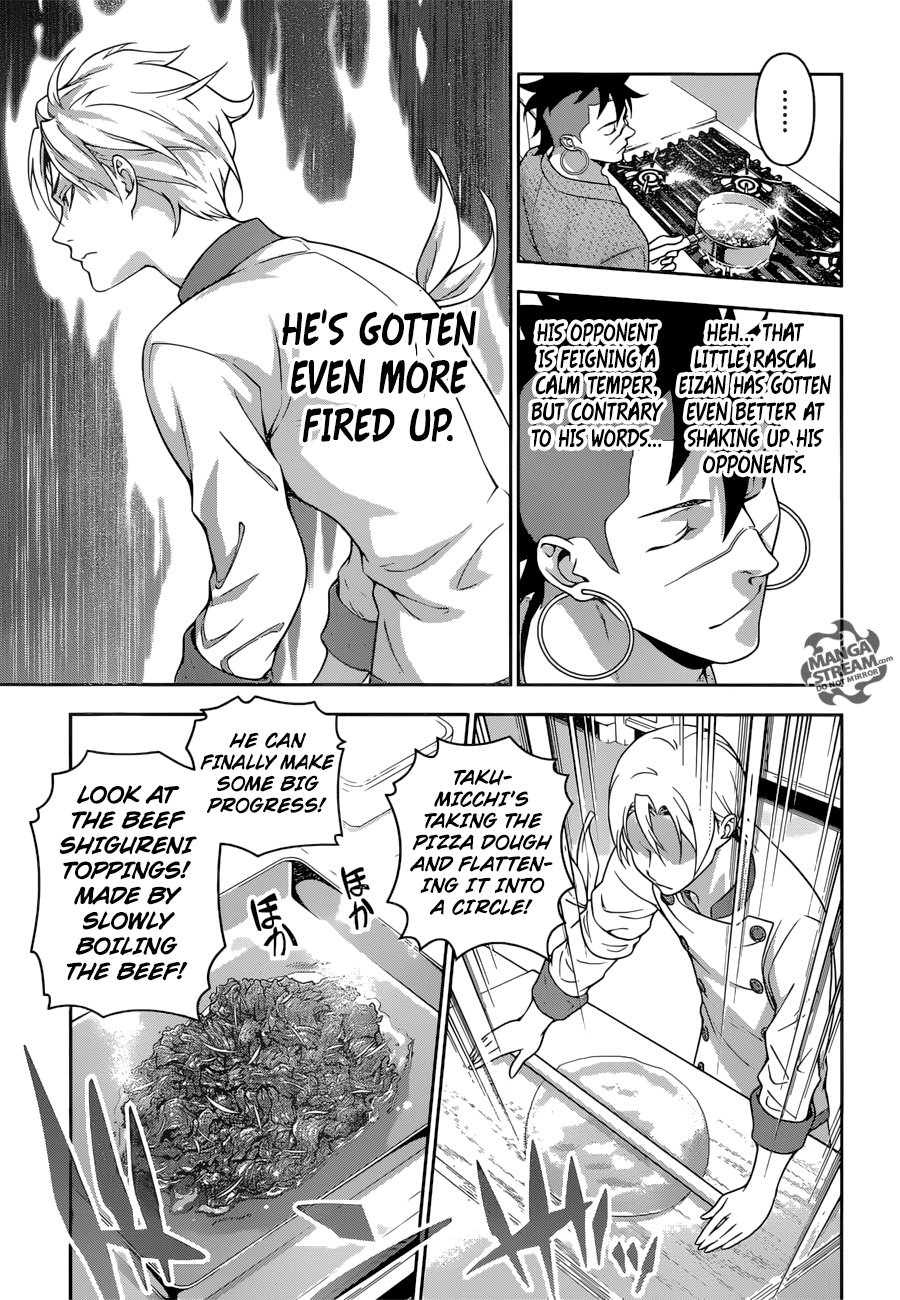 ......
HEH... THAT
LITTLE RASCAL
EIZAN HAS GOTTEN
EVEN BETTER AT
SHAKING UP HIS
OPPONENTS.
HIS OPPONENT
IS FEIGNING A
CALM TEMPER,
BUT CONTRARY
TO HIS WORDS...
HE'S GOTTEN
EVEN MORE
FIRED UP.
MANGA
STREAM.com
DO NOT MIRROR!
TAKU-
MICCHI'S
TAKING THE
PIZZA DOUGH
AND FLATTEN-
ING IT INTO
A CIRCLE!
HE CAN
FINALLY MAKE
SOME BIG
PROGRESS!
LOOK AT
THE BEEF
SHIGURENI
TOPPINGS!
MADE BY
SLOWLY
BOILING
THE BEEF!
ほか
ほか